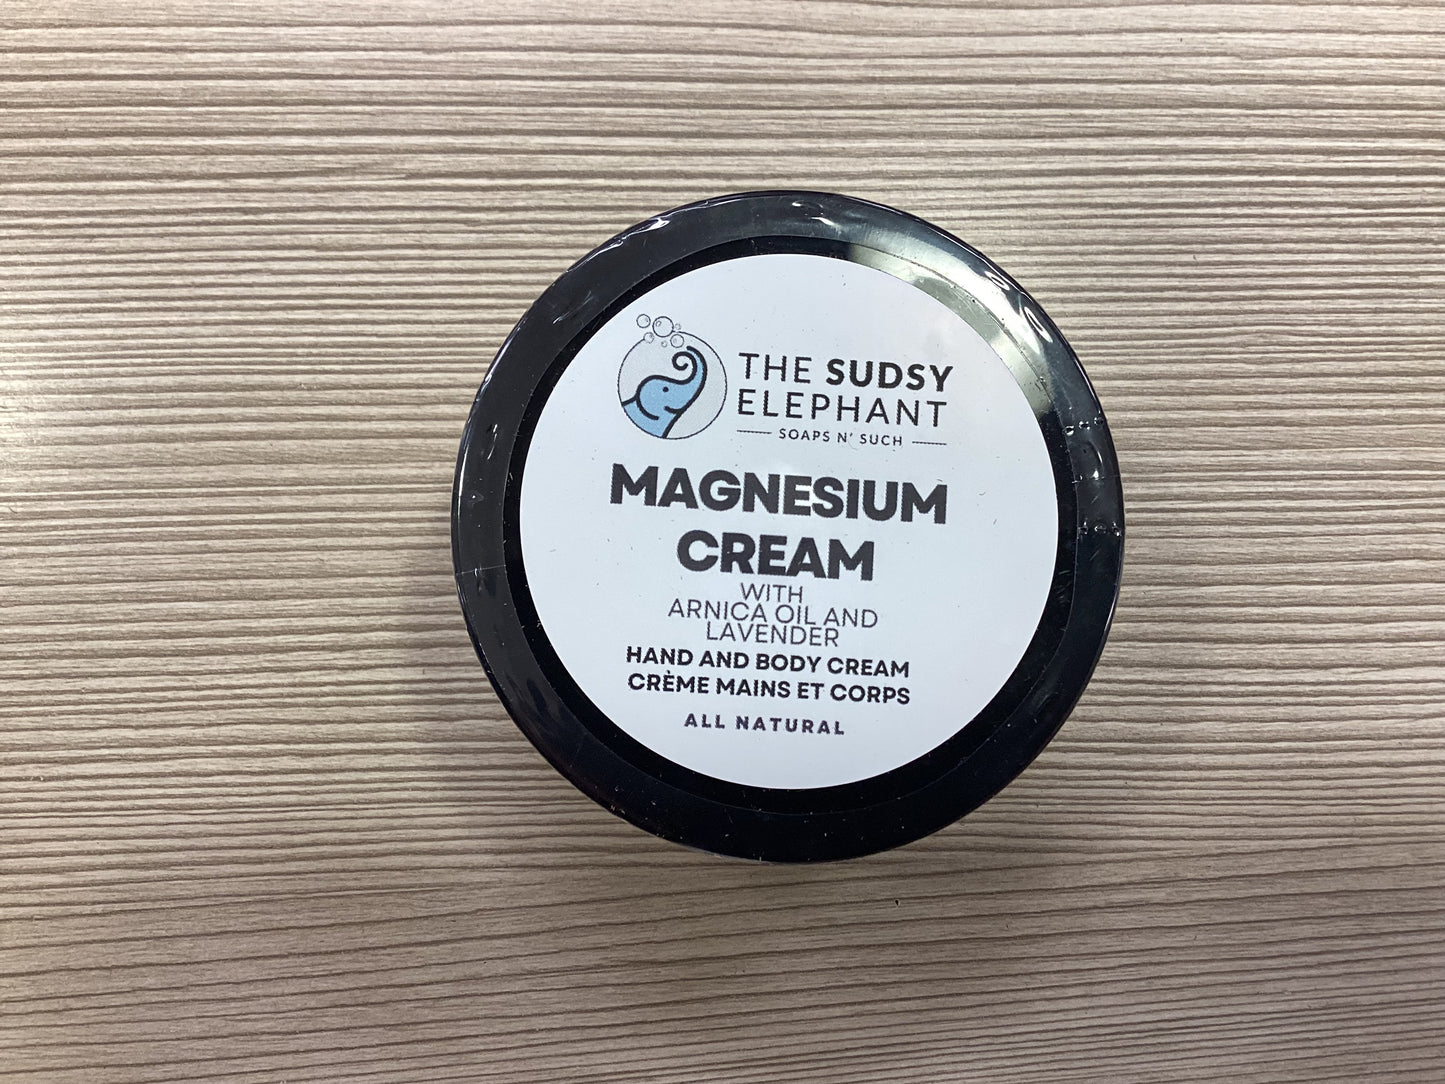 THE SUDSY
ELEPHANT
SOAPS N' SUCH
MAGNESIUM
CREAM
WITH
ARNICA OIL AND
LAVENDER
HAND AND BODY CREAM
CRÈME MAINS ET CORPS
ALL NATURAL